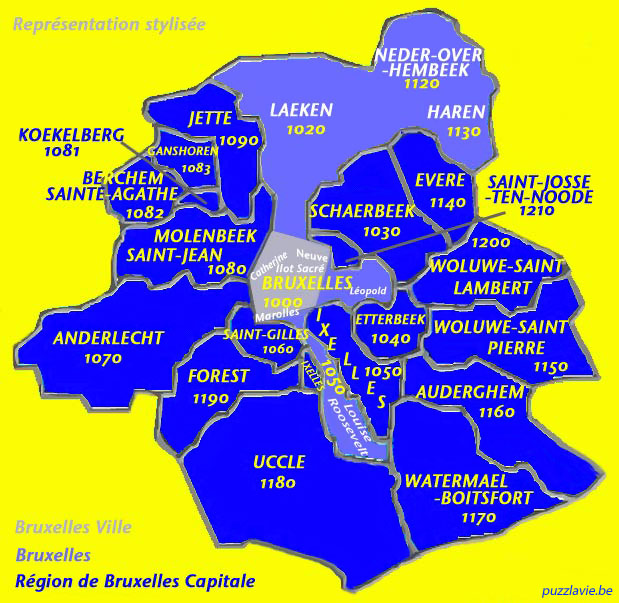 Représentation stylisée
NEDER-OVER
-HEMBEEK
1120
LAEKEN
1020
HAREN
1130
JETTE
1090
KOEKELBERG
1081
GANSHOREN
1083
BERCHEM
SAINTE-AGATHE
1082
EVERE
1140
SAINT-JOSSE
-TEN-NOODE
1210
SCHAERBEEK
1030
MOLENBEEK
SAINT-JEAN
1080
1200
WOLUWE-SAINT
LAMBERT
Catherine
Neuve
Ilot Sacré
BRUXELLES
1000
Léopold
Marolles
ANDERLECHT
1070
SAINT-GILLES
1060
IXELLES
1050
1050
ETTERBEEK
1040
WOLUWE-SAINT
PIERRE
1150
FOREST
1190
IXELLES
Louise
Roosevelt
AUDERGHEM
1160
UCCLE
1180
WATERMAEL
-BOITSFORT
1170
Bruxelles Ville
Bruxelles
Région de Bruxelles Capitale
puzzlavie.be